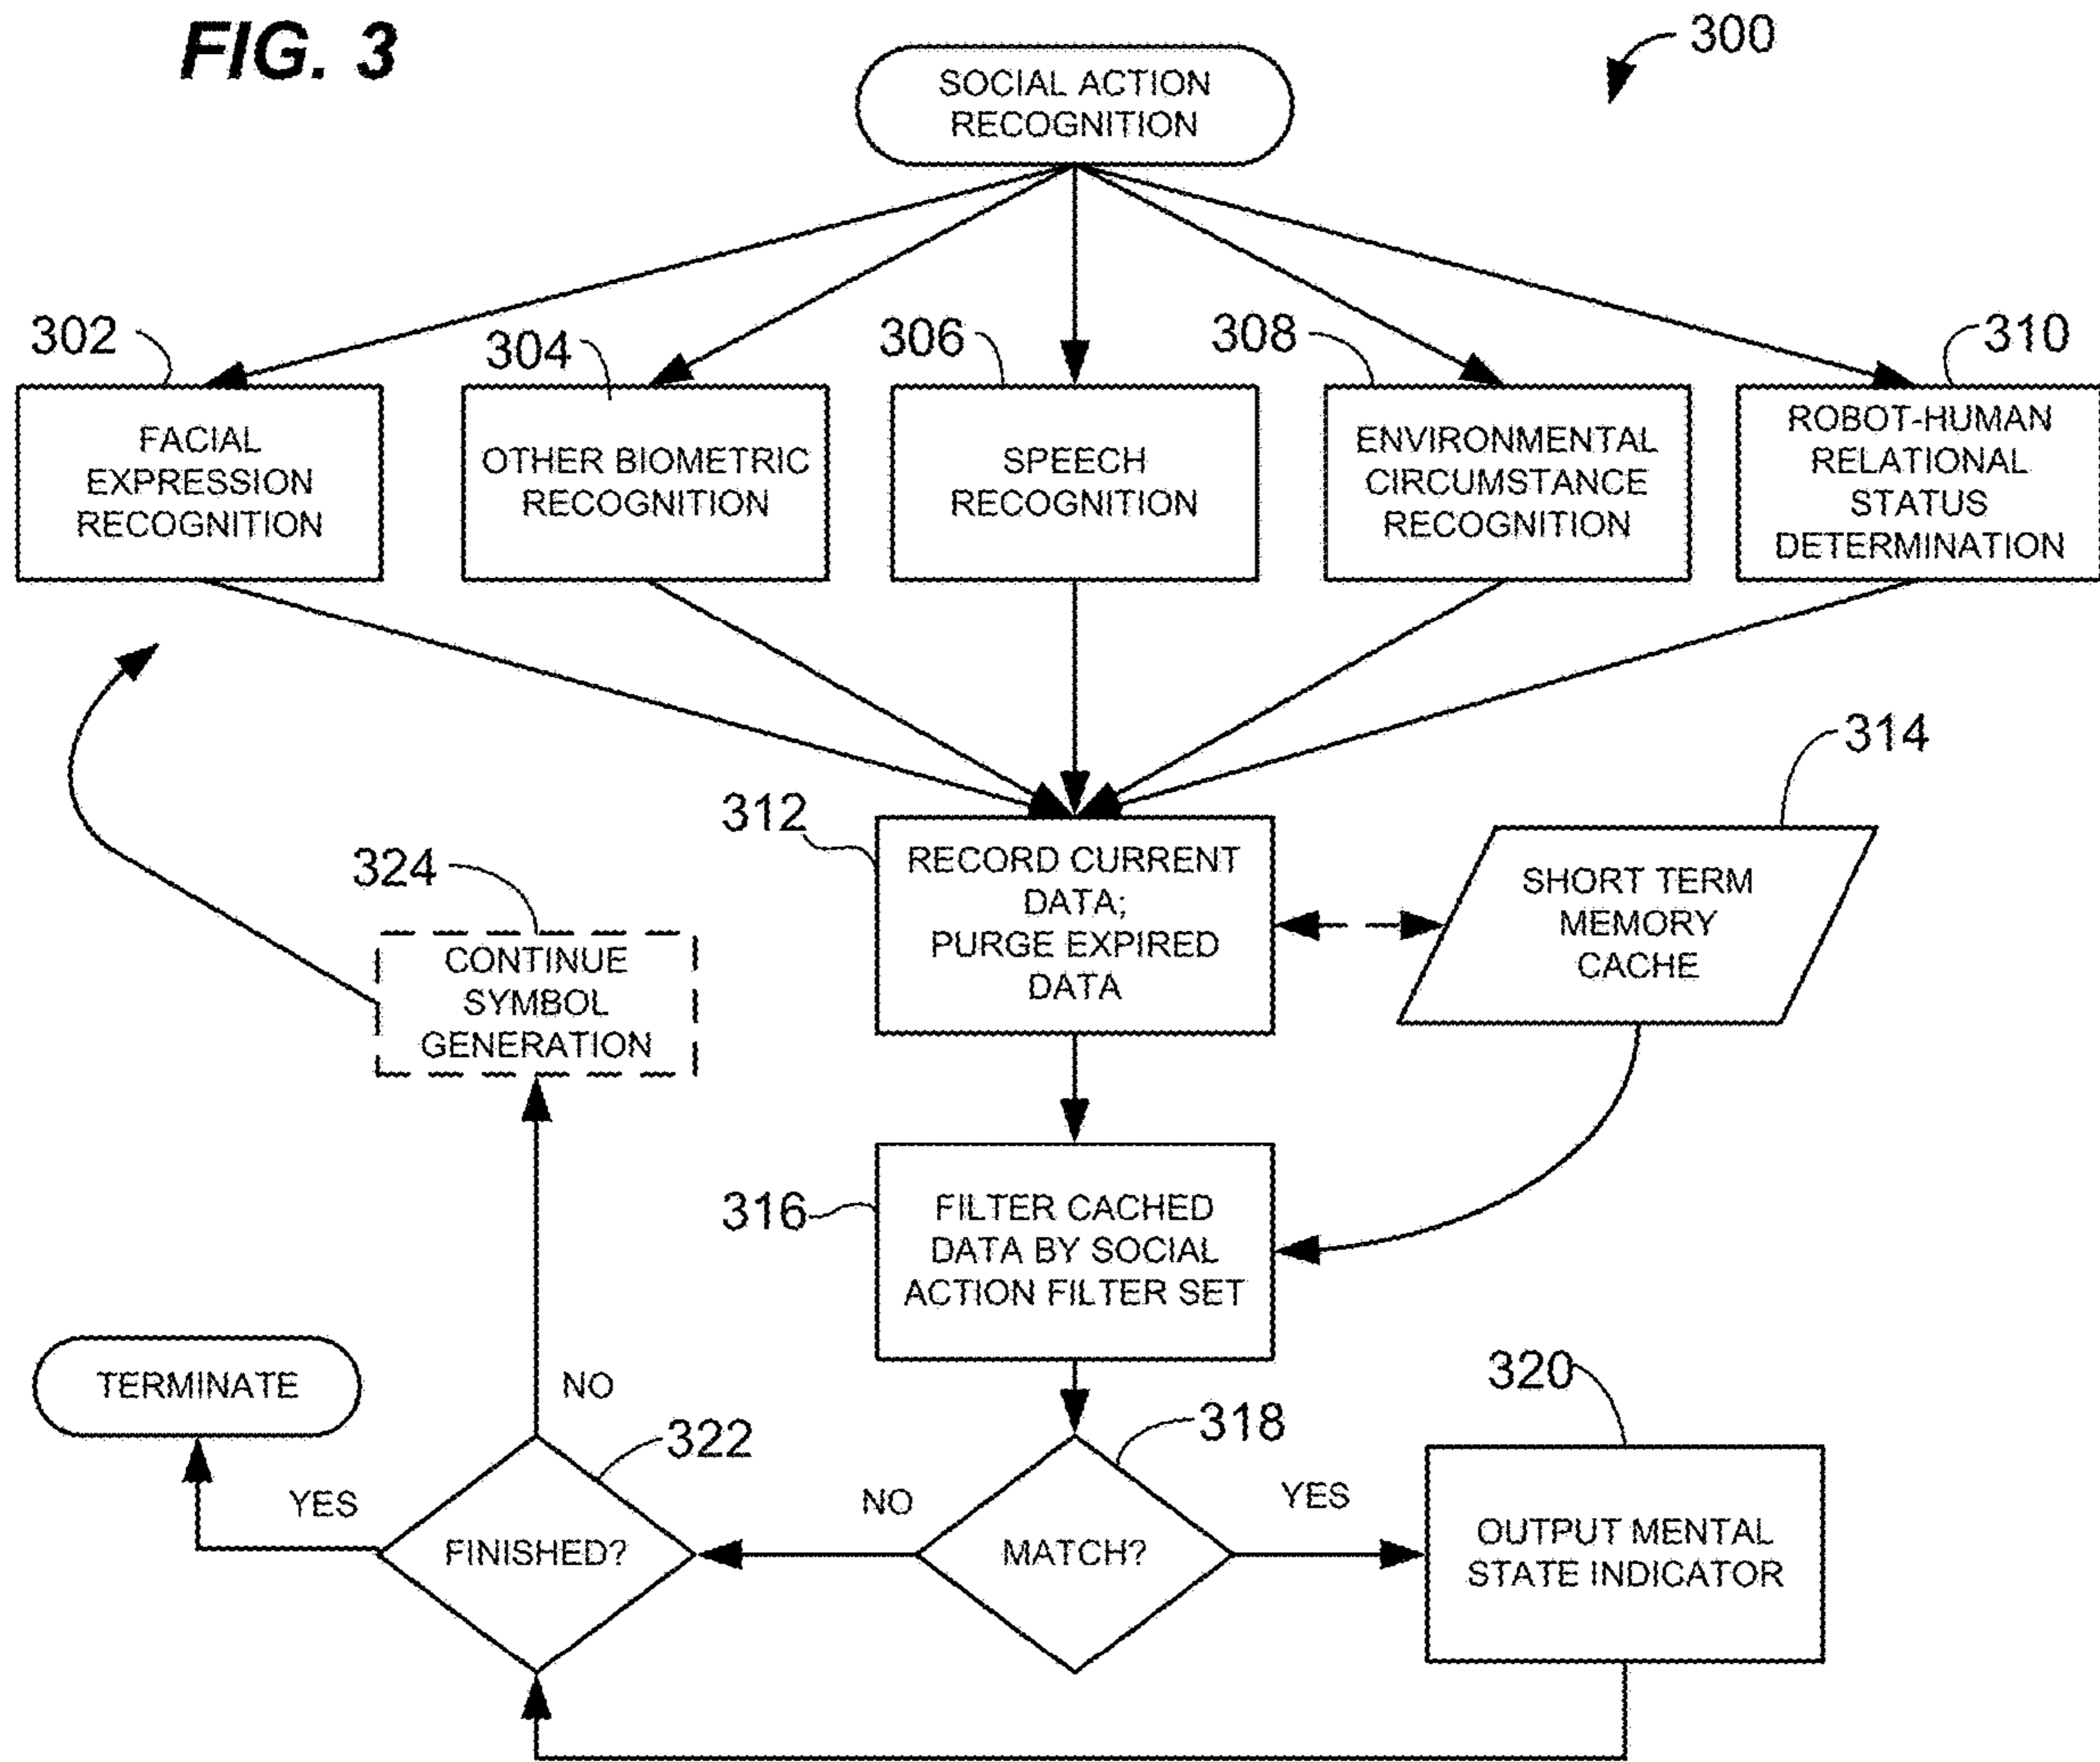 FIG. 3
300
SOCIAL ACTION
RECOGNITION
302
304
306
308
310
FACIAL
EXPRESSION
RECOGNITION
OTHER BIOMETRIC
RECOGNITION
SPEECH
RECOGNITION
ENVIRONMENTAL
CIRCUMSTANCE
RECOGNITION
ROBOT-HUMAN
RELATIONAL
STATUS
DETERMINATION
312
RECORD CURRENT
DATA;
PURGE EXPIRED
DATA
314
SHORT TERM
MEMORY
CACHE
324
CONTINUE
SYMBOL
GENERATION
316
FILTER CACHED
DATA BY SOCIAL
ACTION FILTER SET
TERMINATE
NO
322
YES
FINISHED?
318
NO
YES
MATCH?
320
OUTPUT MENTAL
STATE INDICATOR